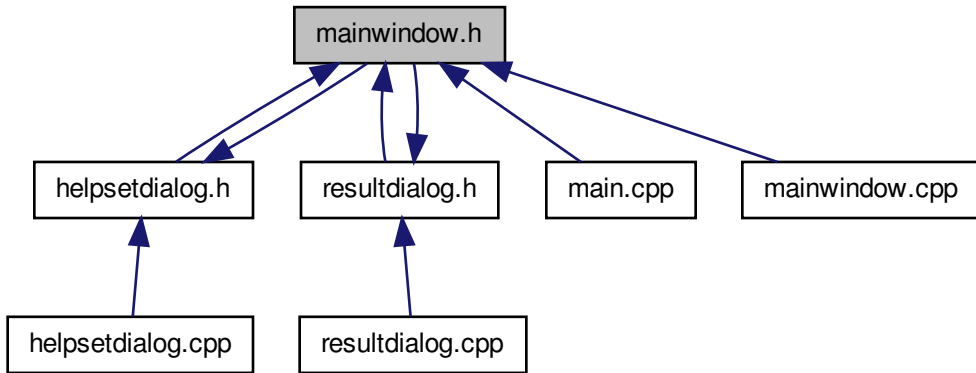 mainwindow.h
helpsetdialog.h
resultdialog.h
main.cpp
mainwindow.cpp
helpsetdialog.cpp
resultdialog.cpp